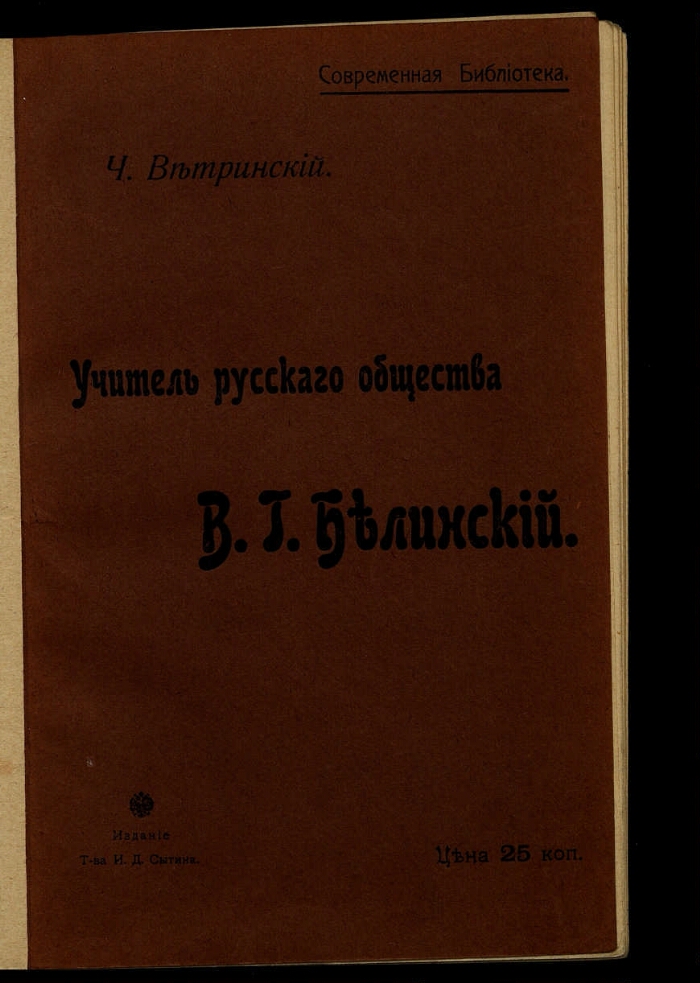 Современная Библіотека.
Ч. Вѣтринскій.
Учитель русскаго общества
В. Г. Бѣлинскій.
Изданіе
Т-ва И. Д. Сытина.
Цѣна 25 коп.